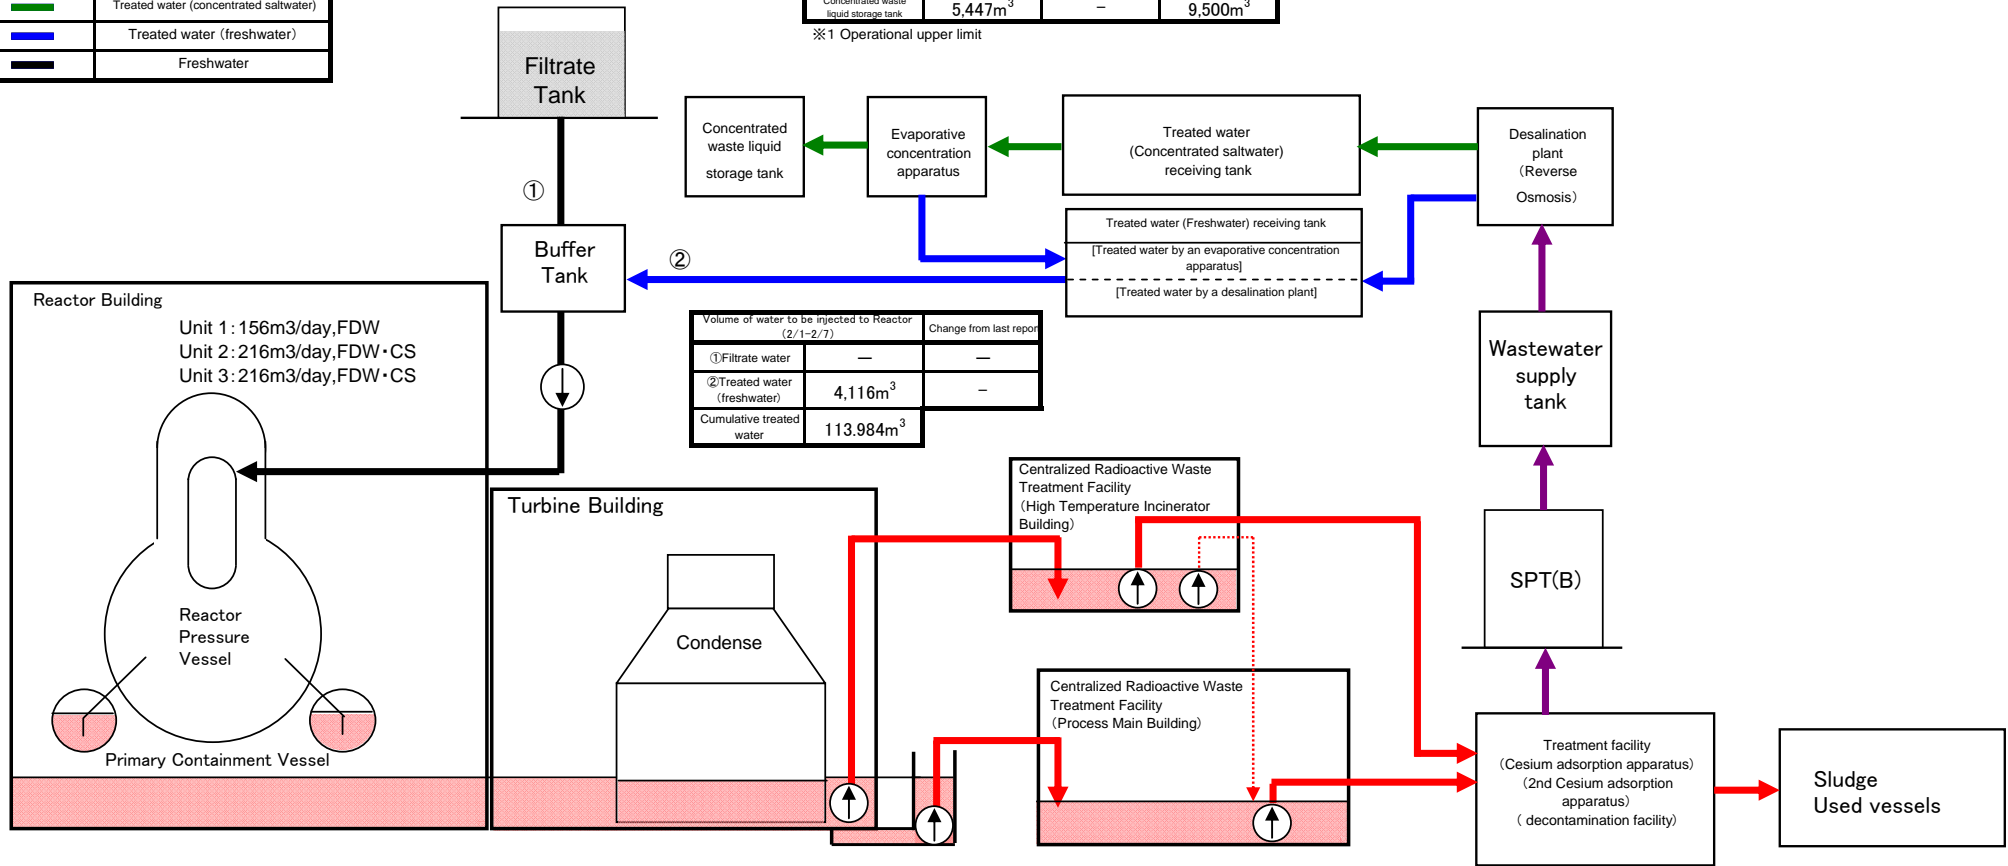 Treated water (concentrated saltwater)
Treated water (freshwater)
Freshwater
Concentrated waste
liquid storage tank
5,447m³
－
9,500m³
※1 Operational upper limit
Filtrate
Tank
①
Buffer
Tank
②
Concentrated
waste liquid
storage tank
Evaporative
concentration
apparatus
Treated water
(Concentrated saltwater)
receiving tank
Desalination
plant
（Reverse
Osmosis）
Treated water (Freshwater) receiving tank
[Treated water by an evaporative concentration
apparatus]
[Treated water by a desalination plant]
Reactor Building
Unit 1：156m3/day,FDW
Unit 2：216m3/day,FDW・CS
Unit 3：216m3/day,FDW・CS
Volume of water to be injected to Reactor
（2/1-2/7）
Change from last repor
①Filtrate water
―
―
②Treated water
(freshwater)
4,116m³
－
Cumulative treated
water
113.984m³
Wastewater
supply
tank
Reactor
Pressure
Vessel
Primary Containment Vessel
Turbine Building
Condense
Centralized Radioactive Waste
Treatment Facility
（High Temperature Incinerator
Building）
Centralized Radioactive Waste
Treatment Facility
（Process Main Building）
SPT(B)
Treatment facility
（Cesium adsorption apparatus）
（2nd Cesium adsorption
apparatus）
（ decontamination facility）
Sludge
Used vessels